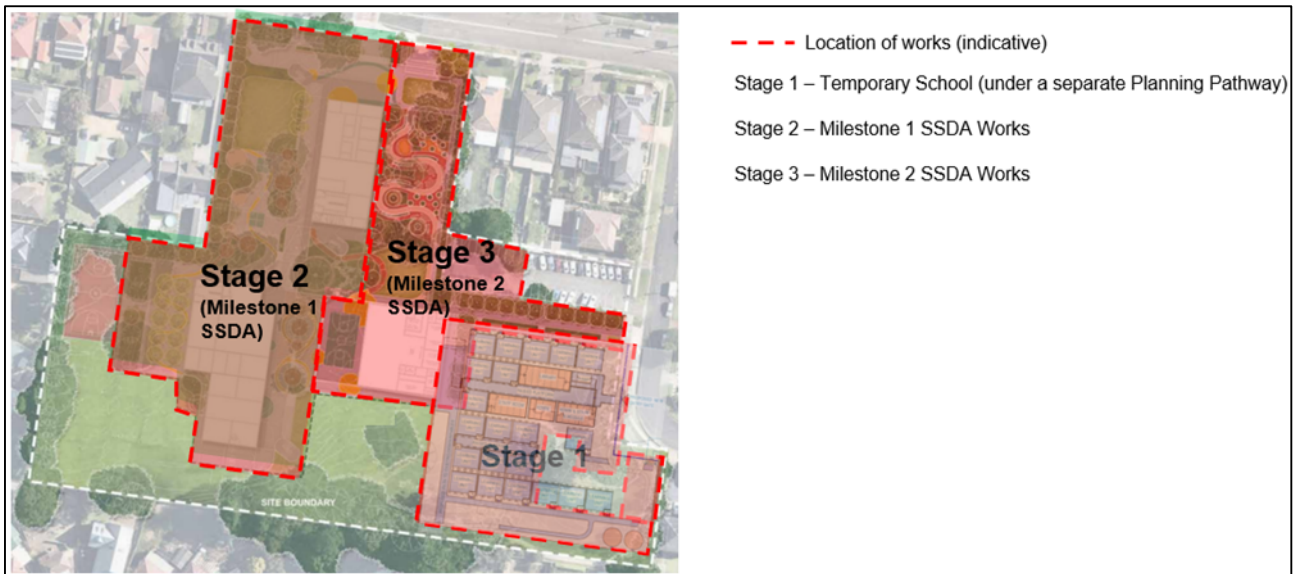 Location of works (indicative)
Stage 1 – Temporary School (under a separate Planning Pathway)
Stage 2 – Milestone 1 SSDA Works
Stage 3 – Milestone 2 SSDA Works
Stage 2
(Milestone 1
SSDA)
Stage 3
(Milestone 2
SSDA)
Stage 1
SITE BOUNDARY